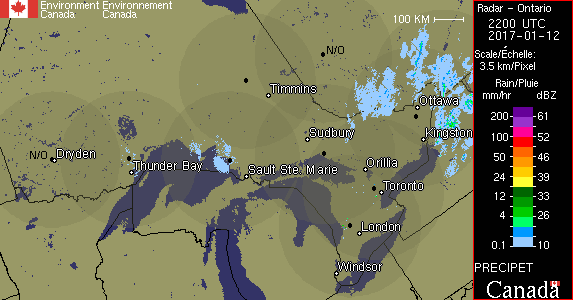 Environment Environnement
Canada Canada
100 KM
N/O
Timmins
Ottawa
Sudbury
Kingston
N/O
Dryden
Thunder Bay
Sault Ste. Marie
Orillia
Toronto
London
Windsor
Radar - Ontario
2200 UTC
2017-01-12
Scale/Échelle:
3.5 km/Pixel
Rain/Pluie
mm/hr dBZ
200 61
100 52
50 46
24 39
12 33
4 26
0.1 10
PRECIPET
Canada